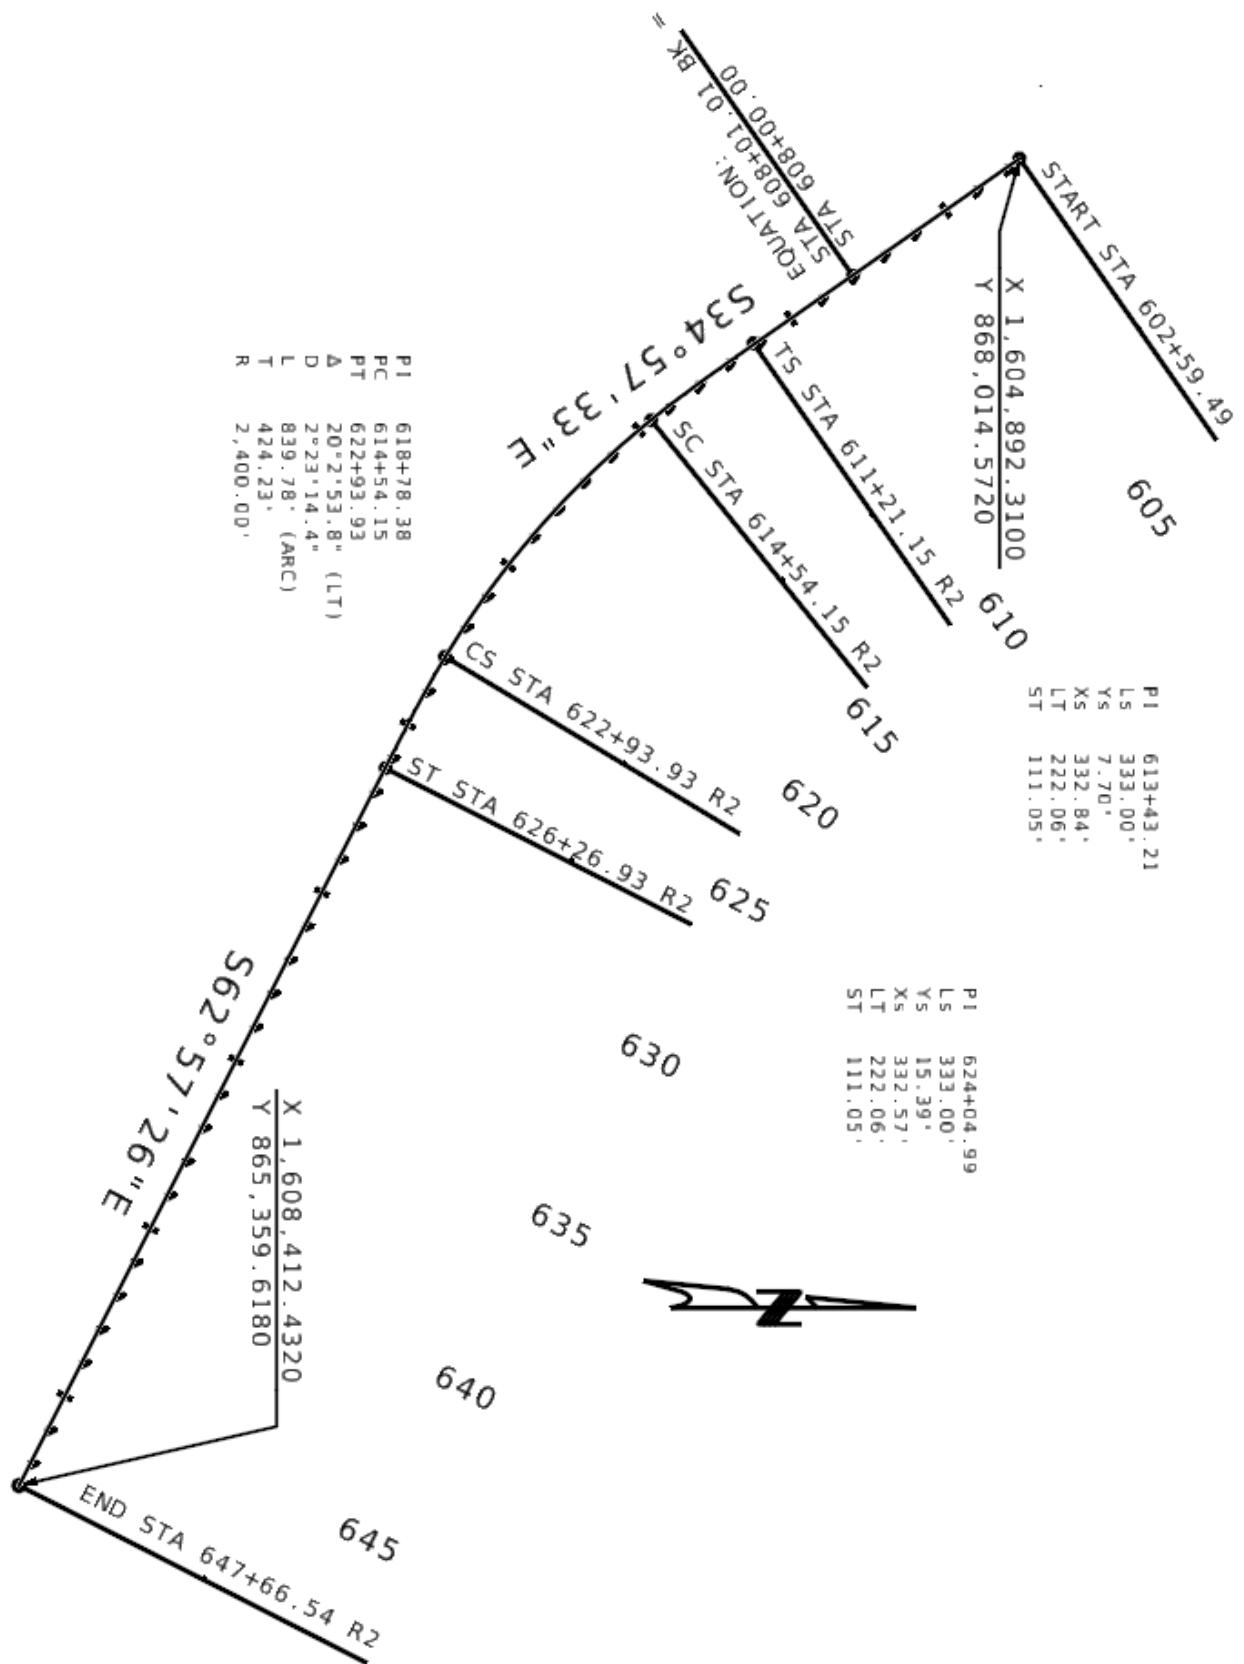 EQUATION:
STA 608+01.01 BK =
STA 608+00.00
START STA 602+59.49
X 1,604,892.3100
Y 868,014.5720
605
S34°57'33"E
TS STA 611+21.15 R2
610
SC STA 614+54.15 R2
615
PI 618+78.38
PC 614+54.15
PT 622+93.93
Δ 20°2'53.8" (LT)
D 2°23'14.4"
L 839.78' (ARC)
T 424.23'
R 2,400.00'
PI 613+43.21
Ls 333.00'
Ys 7.70'
Xs 332.84'
LT 222.06'
ST 111.05'
CS STA 622+93.93 R2
620
ST STA 626+26.93 R2
625
PI 624+04.99
Ls 333.00'
Ys 15.39'
Xs 332.57'
LT 222.06'
ST 111.05'
630
S62°57'26"E
635
X 1,608,412.4320
Y 865,359.6180
N
640
645
END STA 647+66.54 R2